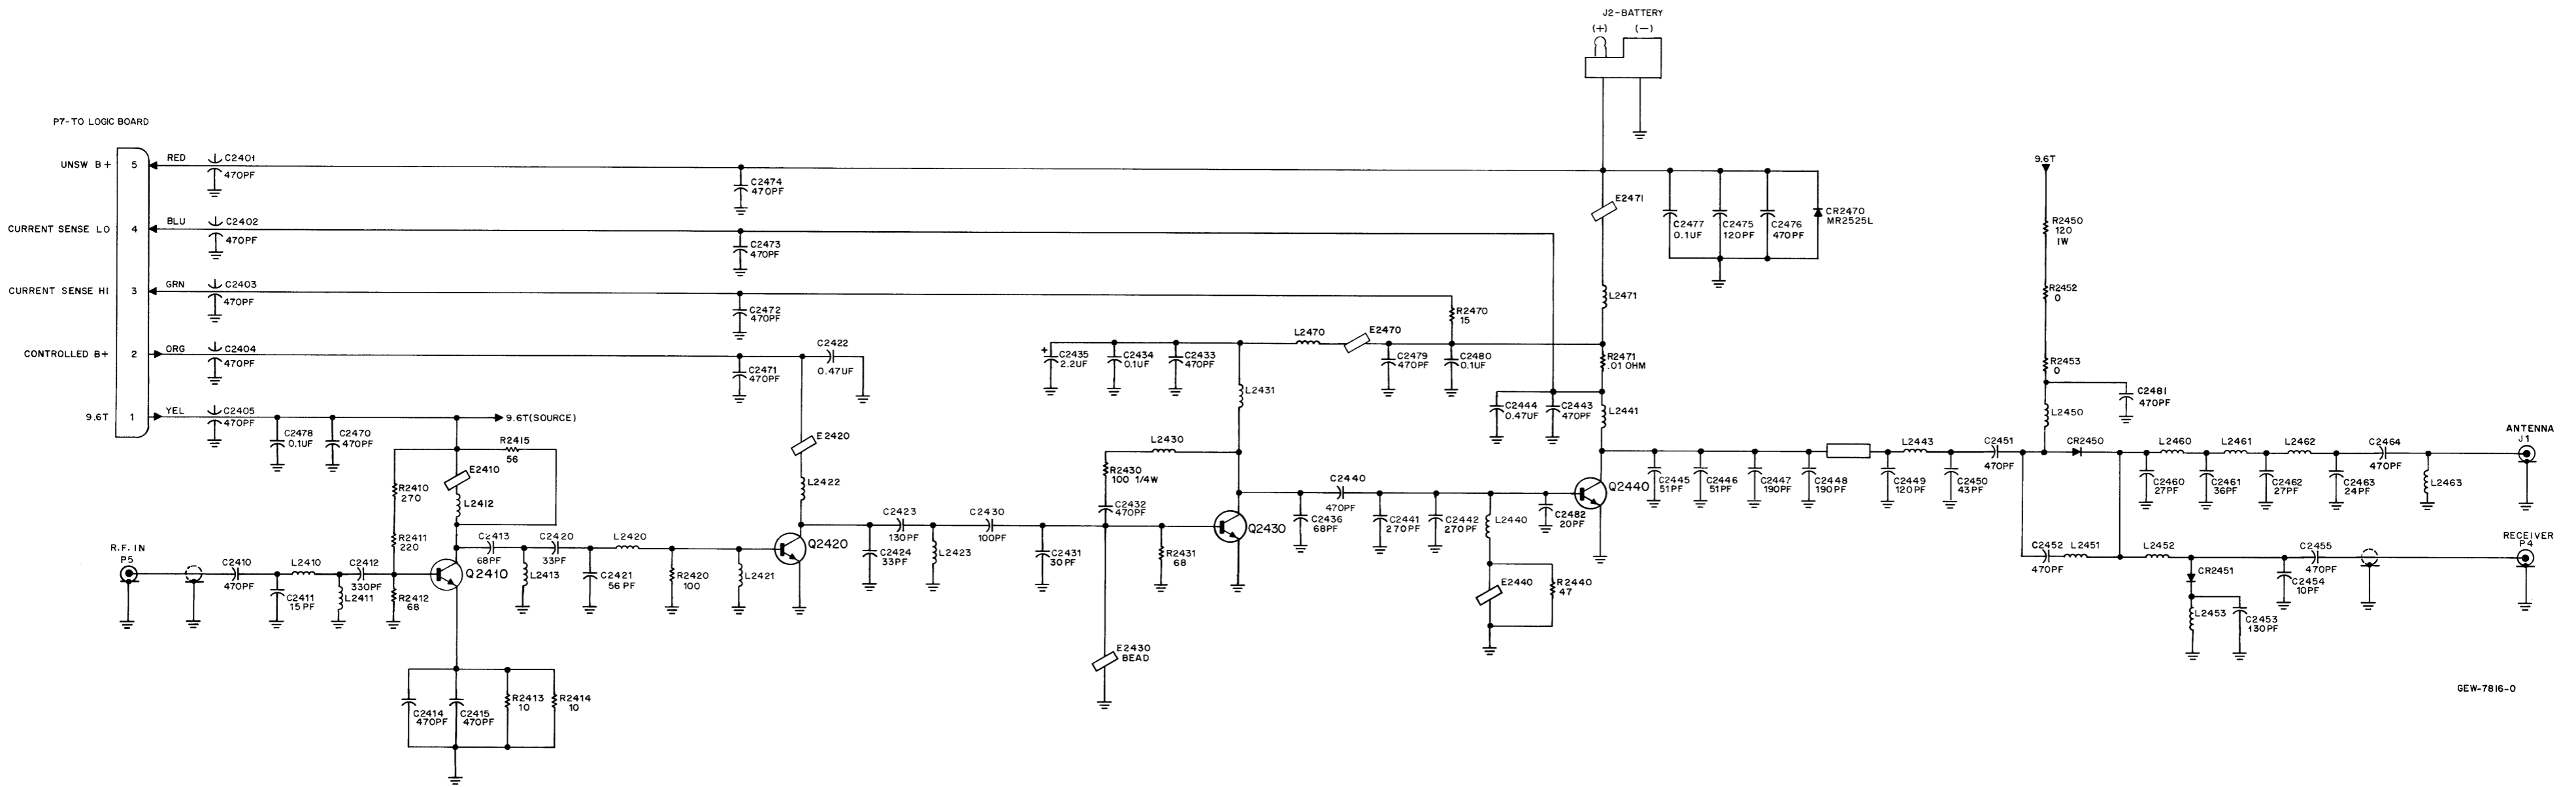 J2-BATTERY
(+) (—)
P7-TO LOGIC BOARD
UNSW B+ 5 RED C2401
470PF
CURRENT SENSE LO 4 BLU C2402
470PF
CURRENT SENSE HI 3 GRN C2403
470PF
CONTROLLED B+ 2 ORG C2404
470PF
9.6T 1 YEL C2405
470PF
C2474
470PF
C2473
470PF
C2472
470PF
C2471
470PF
C2422
0.47UF
C2478
0.1UF
C2470
470PF
9.6T(SOURCE)
R2415
56
E2410
L2412
R2410
270
R2411
220
R2412
68
R.F. IN
P5
C2410
470PF
C2411
15PF
L2410
L2411
C2412
330PF
Q2410
C2413
68PF
L2413
C2420
33PF
C2421
56PF
L2420
R2420
100
L2421
C2414
470PF
C2415
470PF
R2413
10
R2414
10
E2420
L2422
Q2420
C2423
130PF
C2424
33PF
L2423
C2430
100PF
C2431
30PF
L2430
R2430
100 1/4W
C2432
470PF
R2431
68
E2430
BEAD
Q2430
+
C2435
2.2UF
C2434
0.1UF
C2433
470PF
L2431
L2470
E2470
C2479
470PF
C2480
0.1UF
R2470
15
E2471
L2471
R2471
.01 OHM
C2444
0.47UF
C2443
470PF
L2441
C2477
0.1UF
C2475
120PF
C2476
470PF
CR2470
MR2525L
C2440
470PF
C2436
68PF
C2441
270PF
C2442
270PF
L2440
C2482
20PF
E2440
R2440
47
Q2440
C2445
51PF
C2446
51PF
C2447
190PF
C2448
190PF
C2449
120PF
L2443
C2450
43PF
C2451
470PF
9.6T
R2450
120
1W
R2452
0
R2453
0
C2481
470PF
L2450
CR2450
L2460
L2461
L2462
C2464
470PF
C2460
27PF
C2461
36PF
C2462
27PF
C2463
24PF
L2463
ANTENNA
J1
C2452
470PF
L2451
L2452
CR2451
L2453
C2453
130PF
C2454
10PF
C2455
470PF
RECEIVER
P4
GEW-7816-0